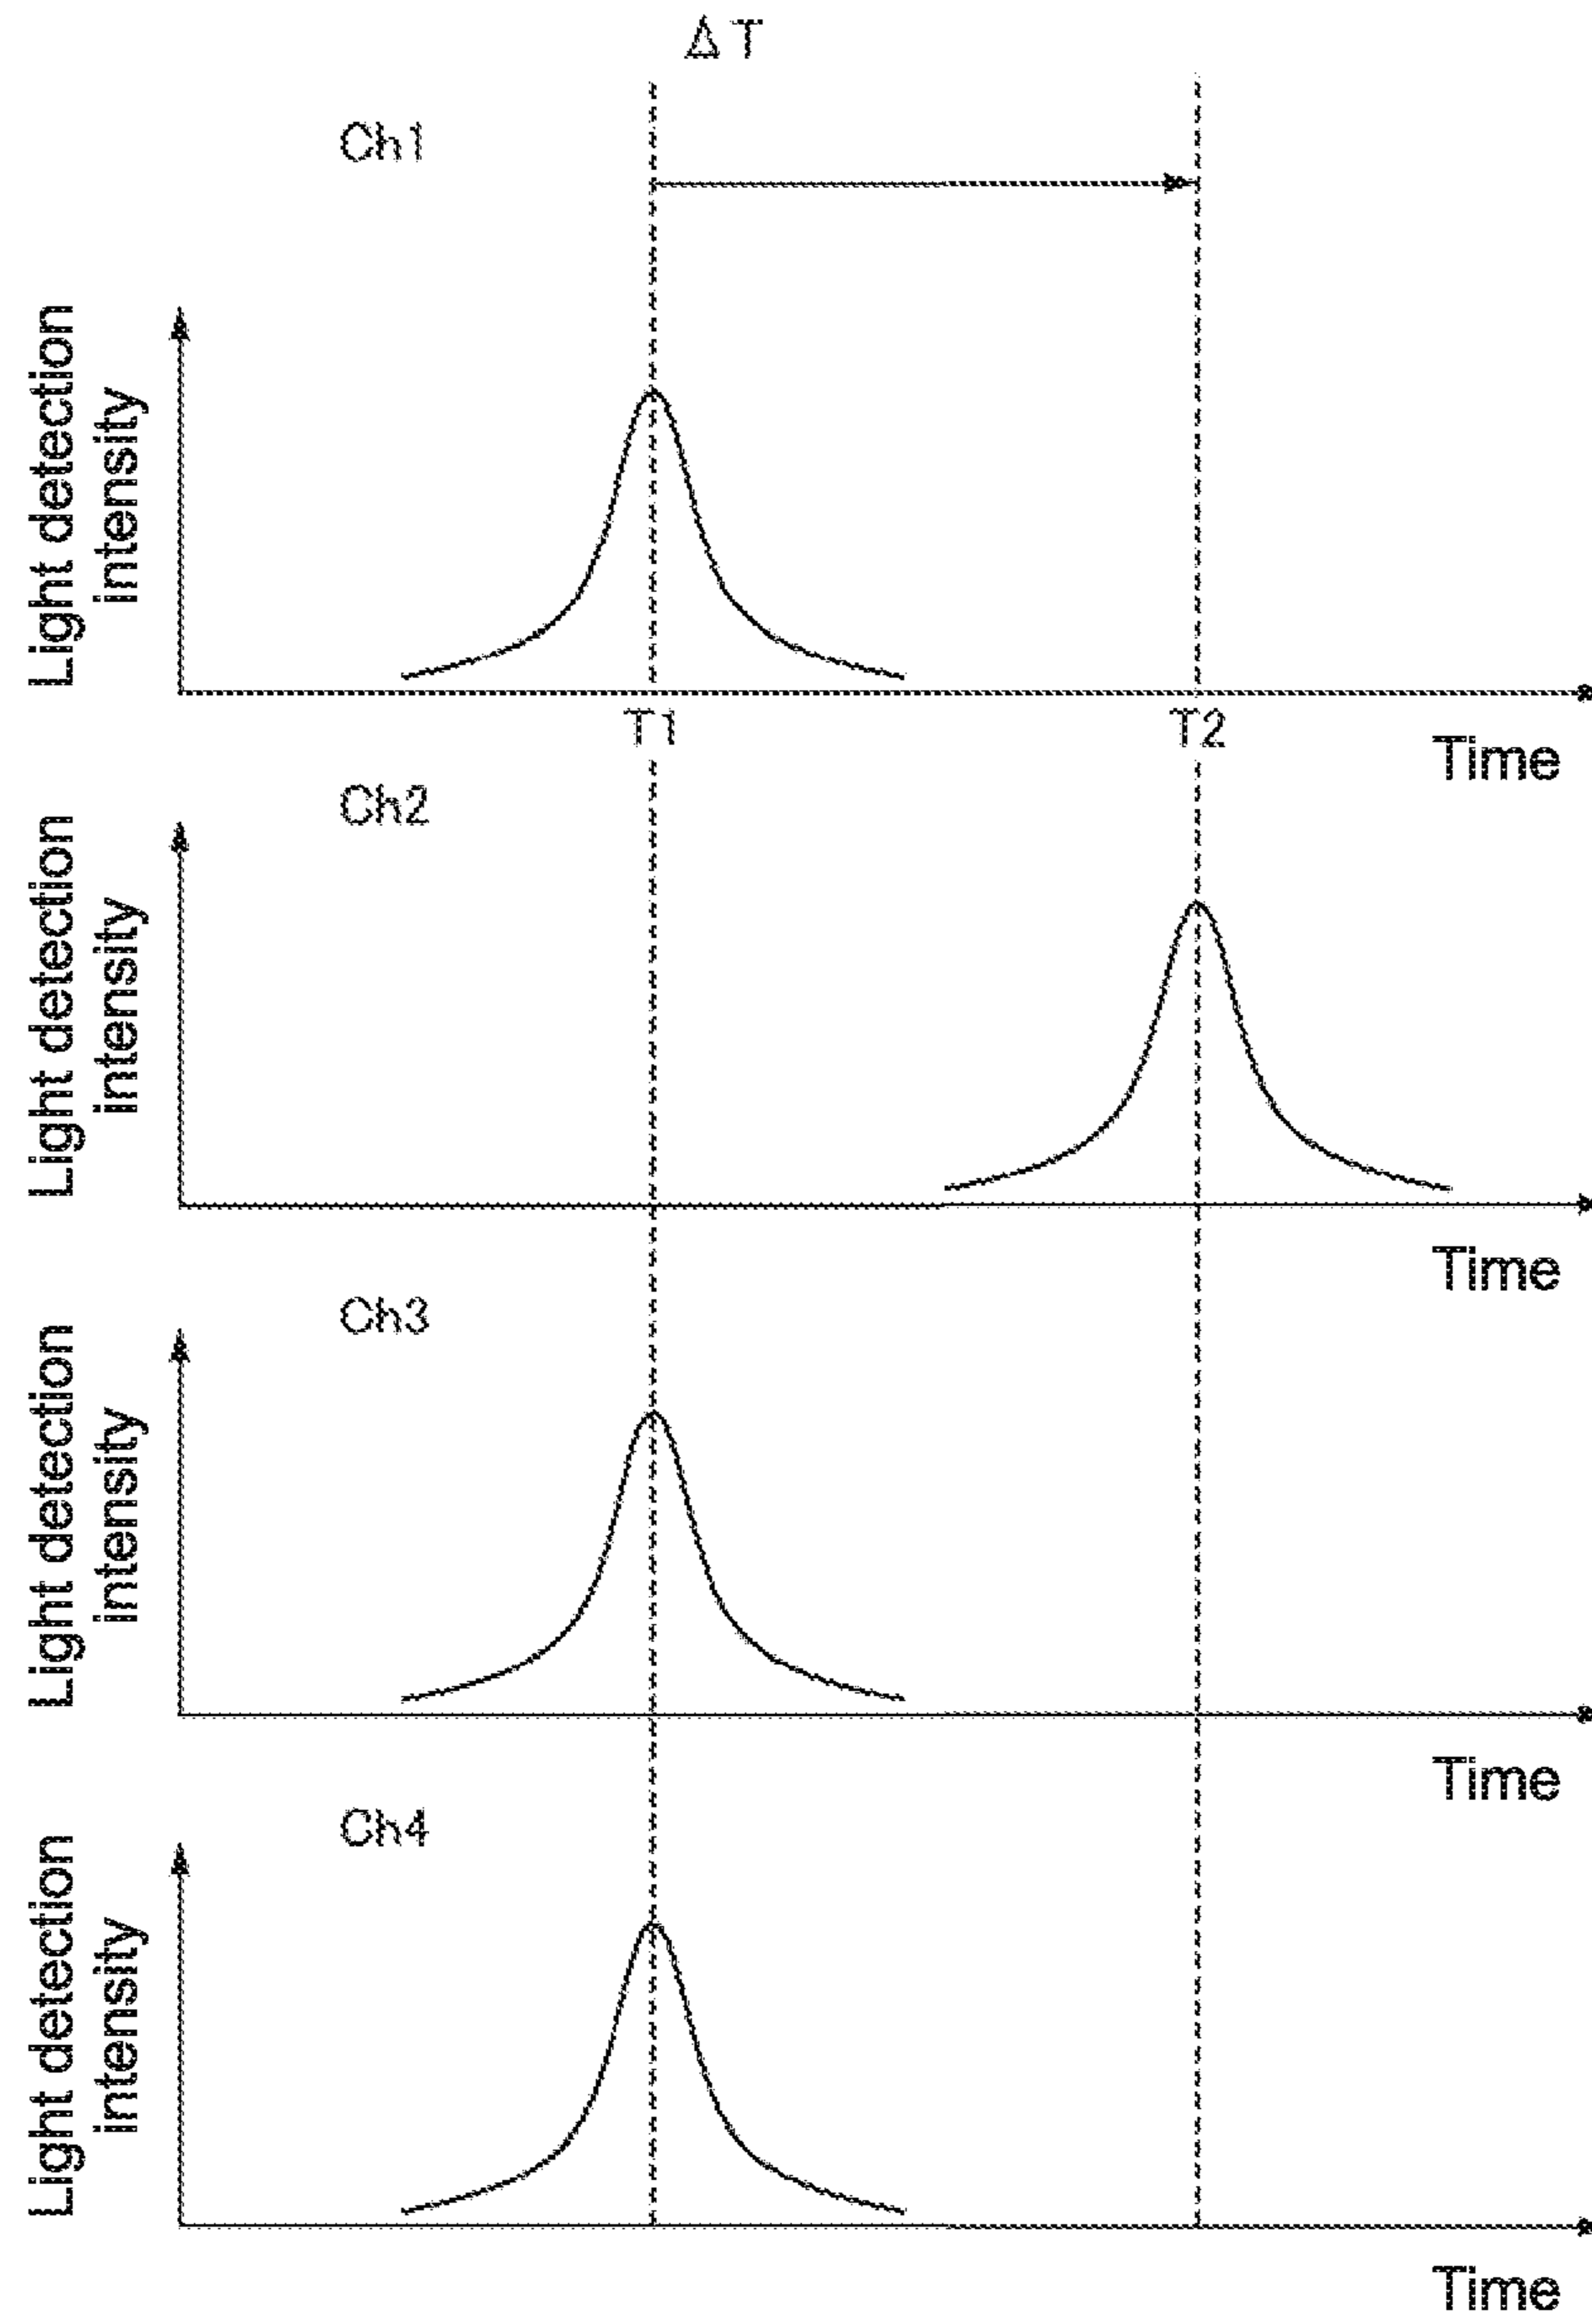 ΔT
Ch1
Light detection
intensity
T1
T2
Time
Ch2
Light detection
intensity
Time
Ch3
Light detection
intensity
Time
Ch4
Light detection
intensity
Time